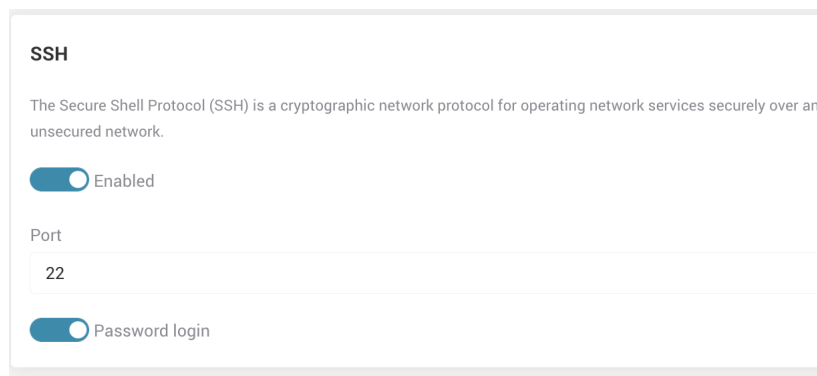 SSH
The Secure Shell Protocol (SSH) is a cryptographic network protocol for operating network services securely over an
unsecured network.
Enabled
Port
22
Password login